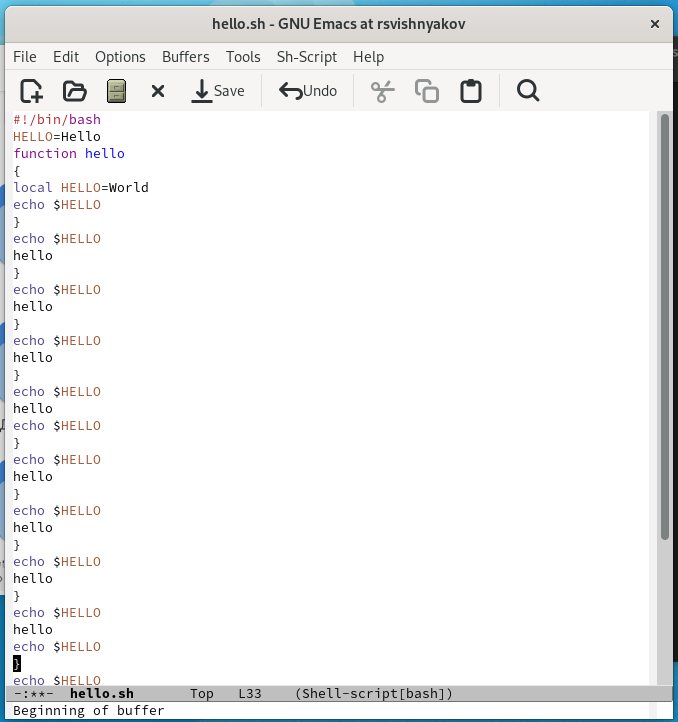 hello.sh - GNU Emacs at rsvishnyakov
File Edit Options Buffers Tools Sh-Script Help
Save Undo
#!/bin/bash
HELLO=Hello
function hello
{
local HELLO=World
echo $HELLO
}
echo $HELLO
hello
}
echo $HELLO
hello
}
echo $HELLO
hello
}
echo $HELLO
hello
echo $HELLO
}
echo $HELLO
hello
}
echo $HELLO
hello
}
echo $HELLO
hello
}
echo $HELLO
hello
echo $HELLO
}
echo $HELLO
-:**- hello.sh Top L33 (Shell-script[bash])
Beginning of buffer